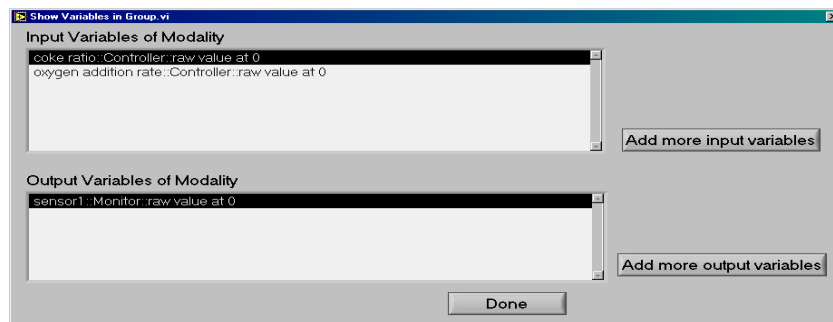 Show Variables in Group.vi
Input Variables of Modality
coke ratio::Controller::raw value at 0
oxygen addition rate::Controller::raw value at 0
Add more input variables
Output Variables of Modality
sensor1::Monitor::raw value at 0
Add more output variables
Done